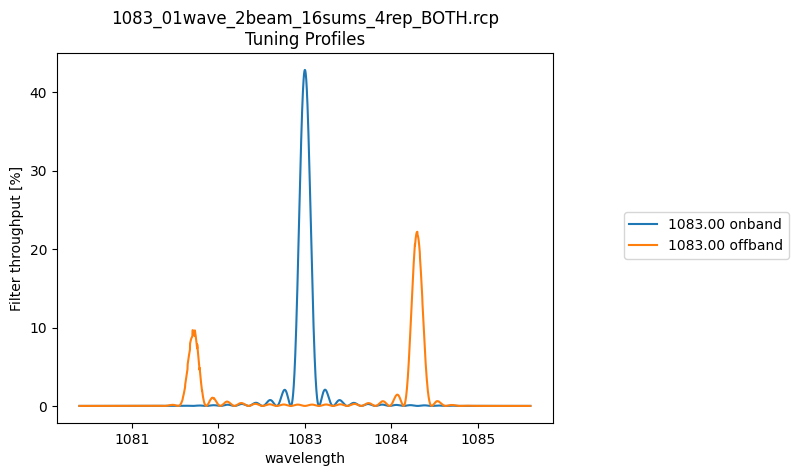 1083_01wave_2beam_16sums_4rep_BOTH.rcp
Tuning Profiles
Filter throughput [%]
40
30
20
10
0
1081 1082 1083 1084 1085
wavelength
1083.00 onband
1083.00 offband